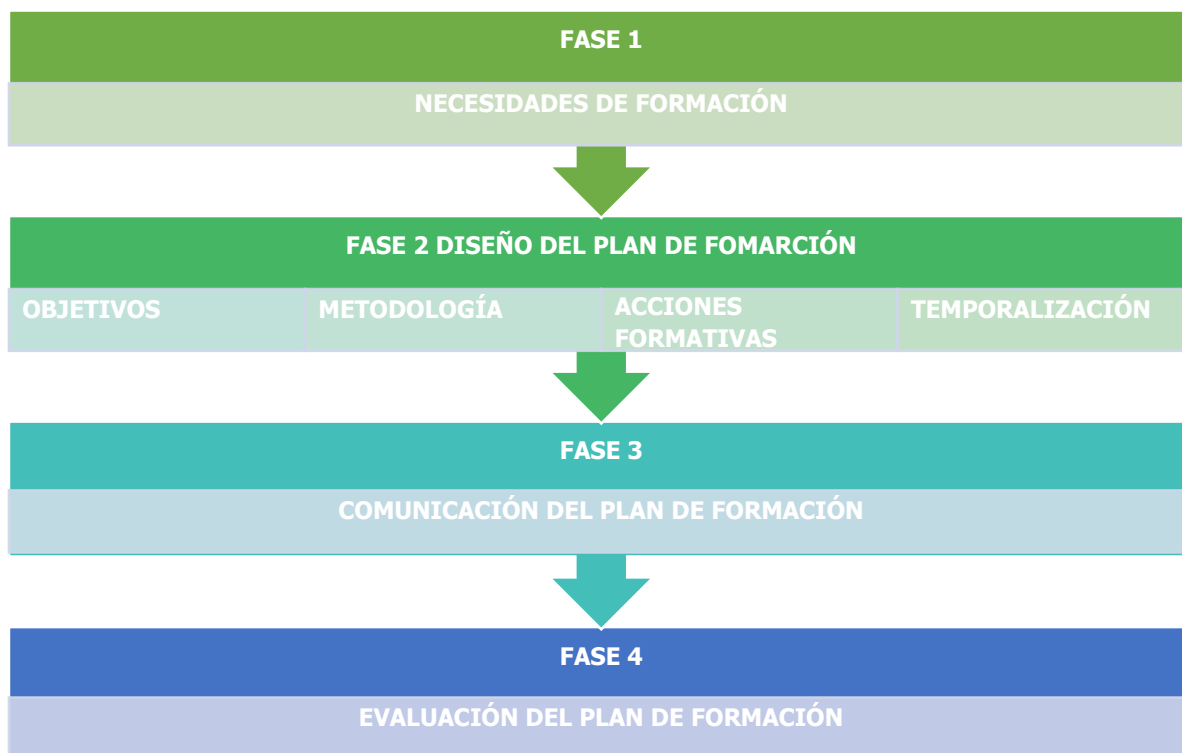 FASE 1
NECESIDADES DE FORMACIÓN
FASE 2 DISEÑO DEL PLAN DE FOMARCIÓN
OBJETIVOS
METODOLOGÍA
ACCIONES
FORMATIVAS
TEMPORALIZACIÓN
FASE 3
COMUNICACIÓN DEL PLAN DE FORMACIÓN
FASE 4
EVALUACIÓN DEL PLAN DE FORMACIÓN